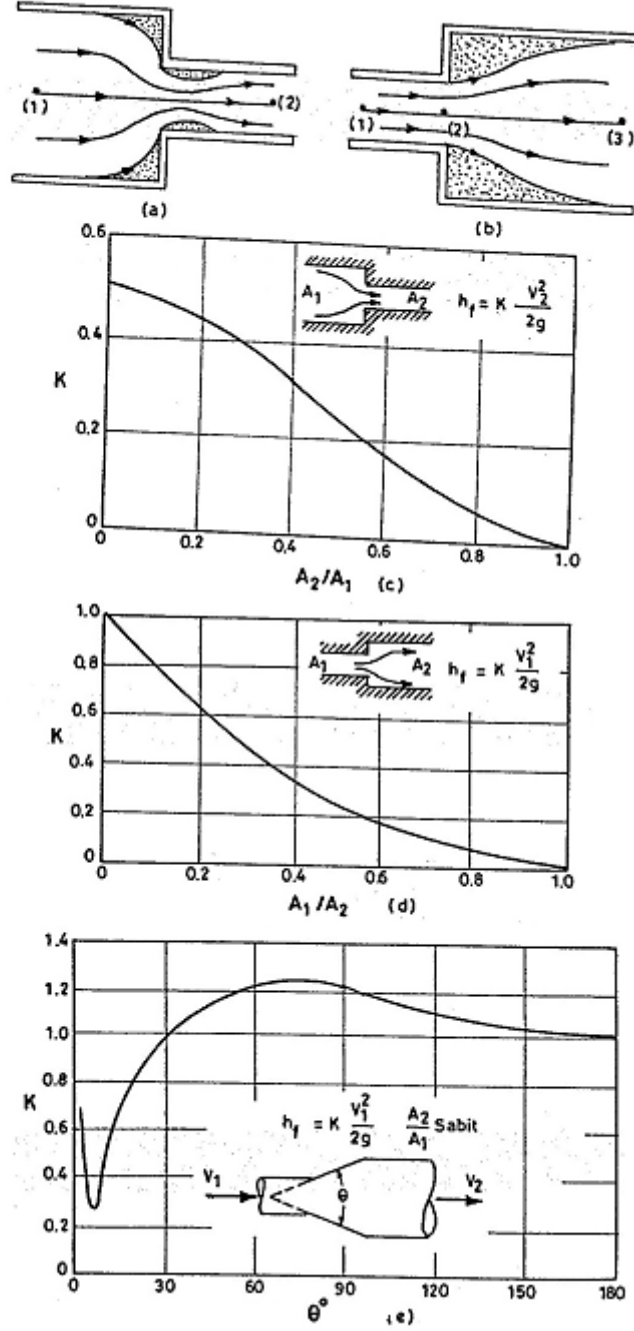 (1)
(2)
(a)
(1)
(2)
(3)
(b)
0.6
0.4
K
0.2
0
A₁
A₂
h_f = K V₂²/2g
0 0.2 0.4 0.6 0.8 1.0
A₂/A₁ (c)
1.0
0.8
0.6
K
0.4
0.2
0
A₁
A₂
h_f = K V₁²/2g
0 0.2 0.4 0.6 0.8 1.0
A₁/A₂ (d)
1.4
1.2
1.0
0.8
K
0.6
0.4
0.2
0
h_f = K V₁²/2g A₂/A₁ Sabit
V₁
θ
V₂
0 30 60 90 120 150 180
θ° (e)